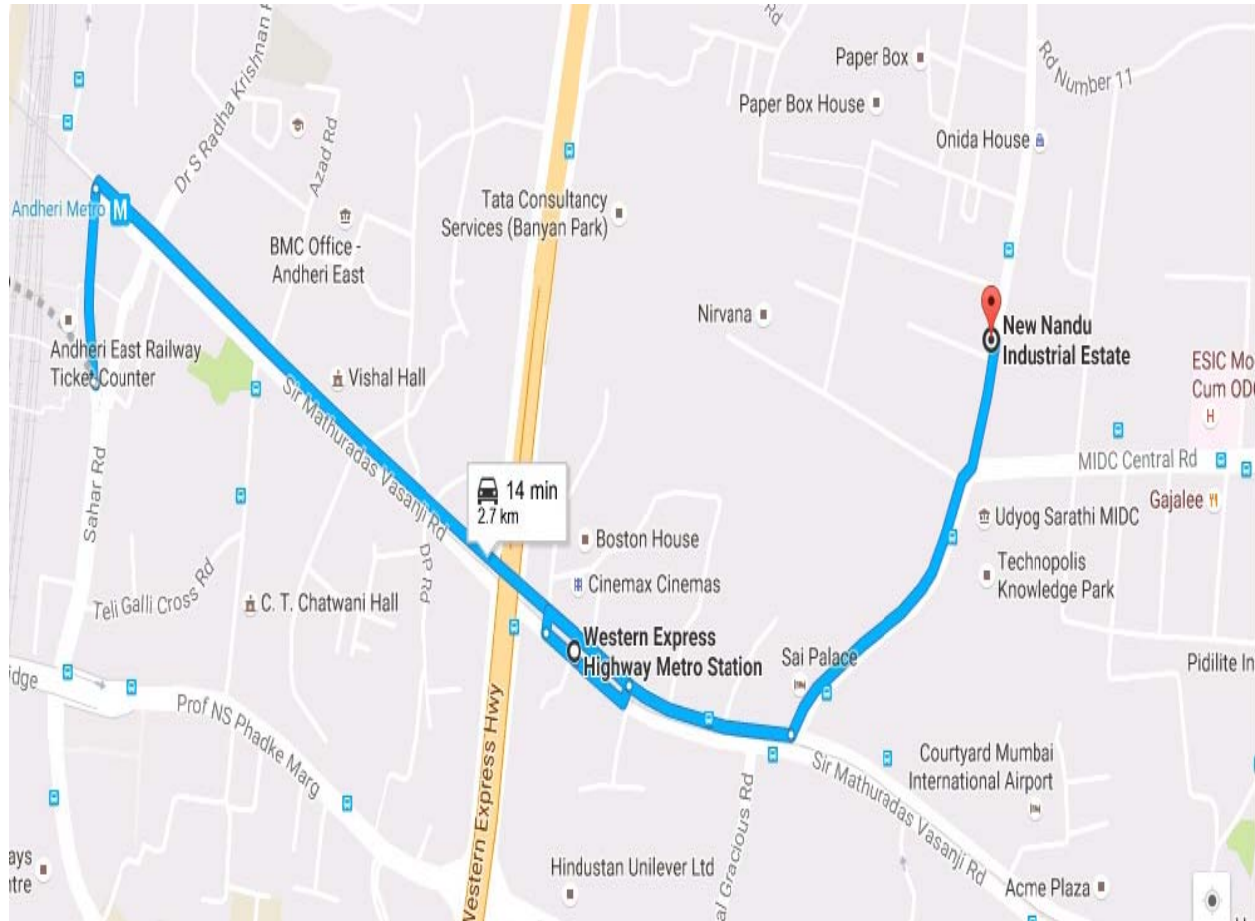 Rd
Dr S Radha Krishnan
Azad Rd
Paper Box
Paper Box House
Rd Number 11
Onida House
Andheri Metro
M
Tata Consultancy
Services (Banyan Park)
BMC Office -
Andheri East
Nirvana
New Nandu
Industrial Estate
Andheri East Railway
Ticket Counter
Vishal Hall
ESIC Mo
Cum OD
H
Sir Mathuradas Vasanji Rd
MIDC Central Rd
14 min
2.7 km
Gajalee
Sahar Rd
Udyog Sarathi MIDC
Boston House
DP Rd
Technopolis
Knowledge Park
Cinemax Cinemas
Teli Galli Cross Rd
C. T. Chatwani Hall
Western Express
Highway Metro Station
Sai Palace
Pidilite In
idge
Prof NS Phadke Marg
Western Express Hwy
Courtyard Mumbai
International Airport
Sir Mathuradas Vasanji Rd
al Gracious Rd
Hindustan Unilever Ltd
ays
ntre
Acme Plaza